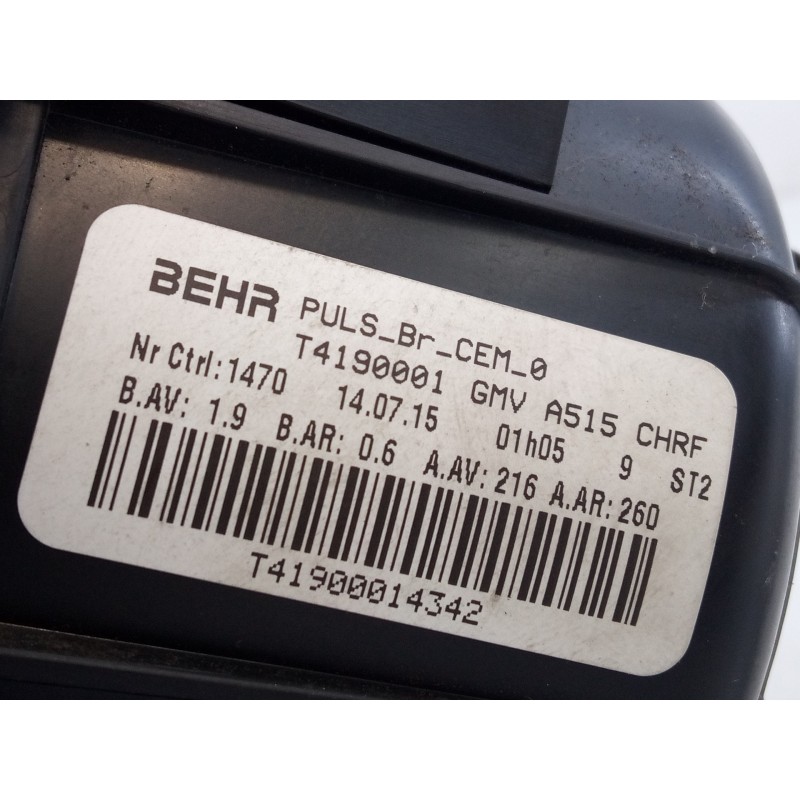 BEHR PULS_Br_CEM_0
T4190001 GMV A515 CHRF
Nr Ctrl:1470 14.07.15 01h05 9 ST2
B.AV: 1.9 B.AR: 0.6 A.AV:216 A.AR:260
T41900014342